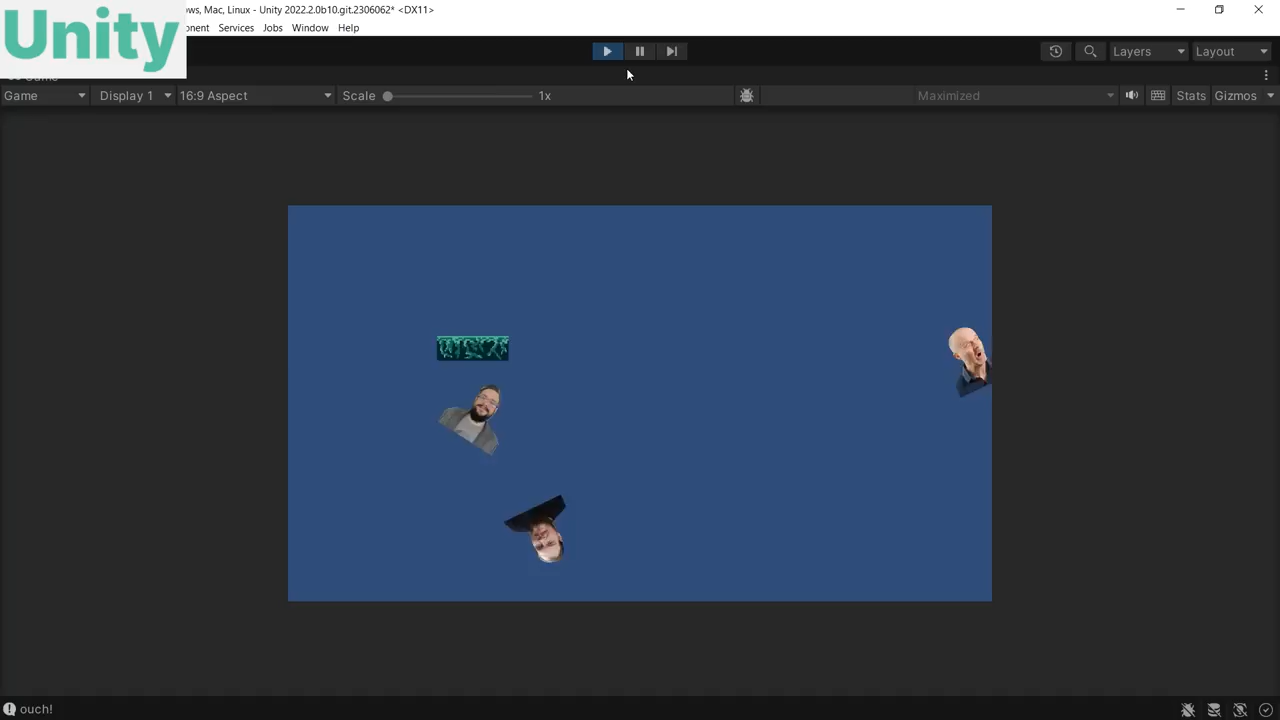 Unity
ows, Mac, Linux - Unity 2022.2.0b10.git.2306062* <DX11>
onent Services Jobs Window Help
Layers Layout
Game Display 1 16:9 Aspect Scale 1x Maximized Stats Gizmos
ouch!